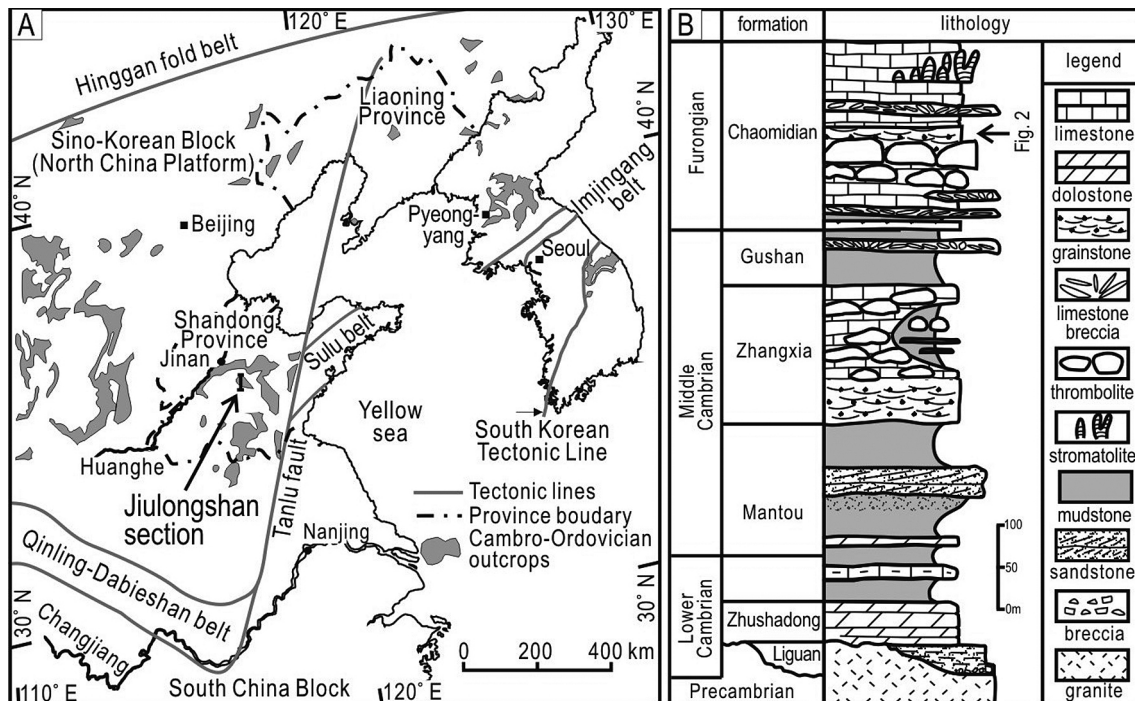 A
120° E
130° E
Hinggan fold belt
Liaoning
Province
40° N
Sino-Korean Block
(North China Platform)
Imjingang
belt
40° N
Beijing
Pyeong-
yang
Seoul
Shandong
Province
Jinan
Sulu belt
Yellow
sea
South Korean
Tectonic Line
Huanghe
Tanlu fault
Jiulongshan
section
Tectonic lines
Province boudary
Cambro-Ordovician
outcrops
Nanjing
Qinling-Dabieshan belt
Changjiang
30° N
30° N
0 200 400 km
South China Block
110° E
120° E
B
formation
lithology
Furongian
Chaomidian
Fig. 2
Gushan
Middle
Cambrian
Zhangxia
Mantou
Lower
Cambrian
Zhushadong
Liguan
Precambrian
100
50
0m
legend
limestone
dolostone
grainstone
limestone
breccia
thrombolite
stromatolite
mudstone
sandstone
breccia
granite